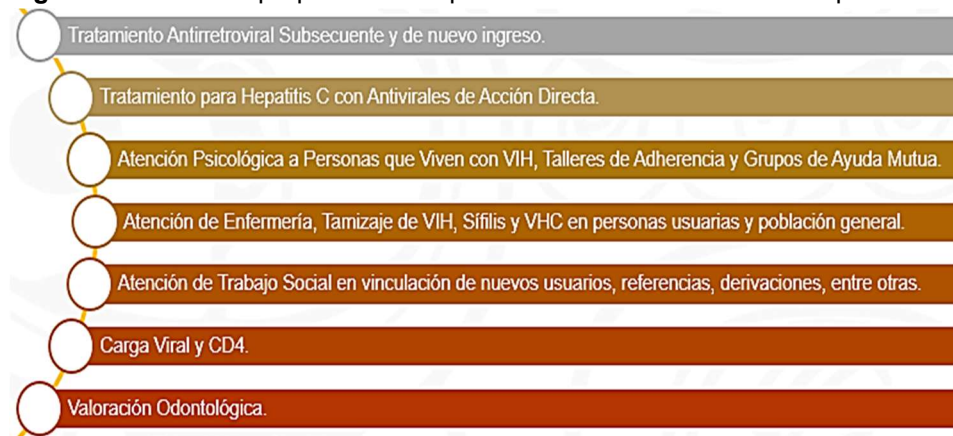 Tratamiento Antirretroviral Subsecuente y de nuevo ingreso.
Tratamiento para Hepatitis C con Antivirales de Acción Directa.
Atención Psicológica a Personas que Viven con VIH, Talleres de Adherencia y Grupos de Ayuda Mutua.
Atención de Enfermería, Tamizaje de VIH, Sífilis y VHC en personas usuarias y población general.
Atención de Trabajo Social en vinculación de nuevos usuarios, referencias, derivaciones, entre otras.
Carga Viral y CD4.
Valoración Odontológica.